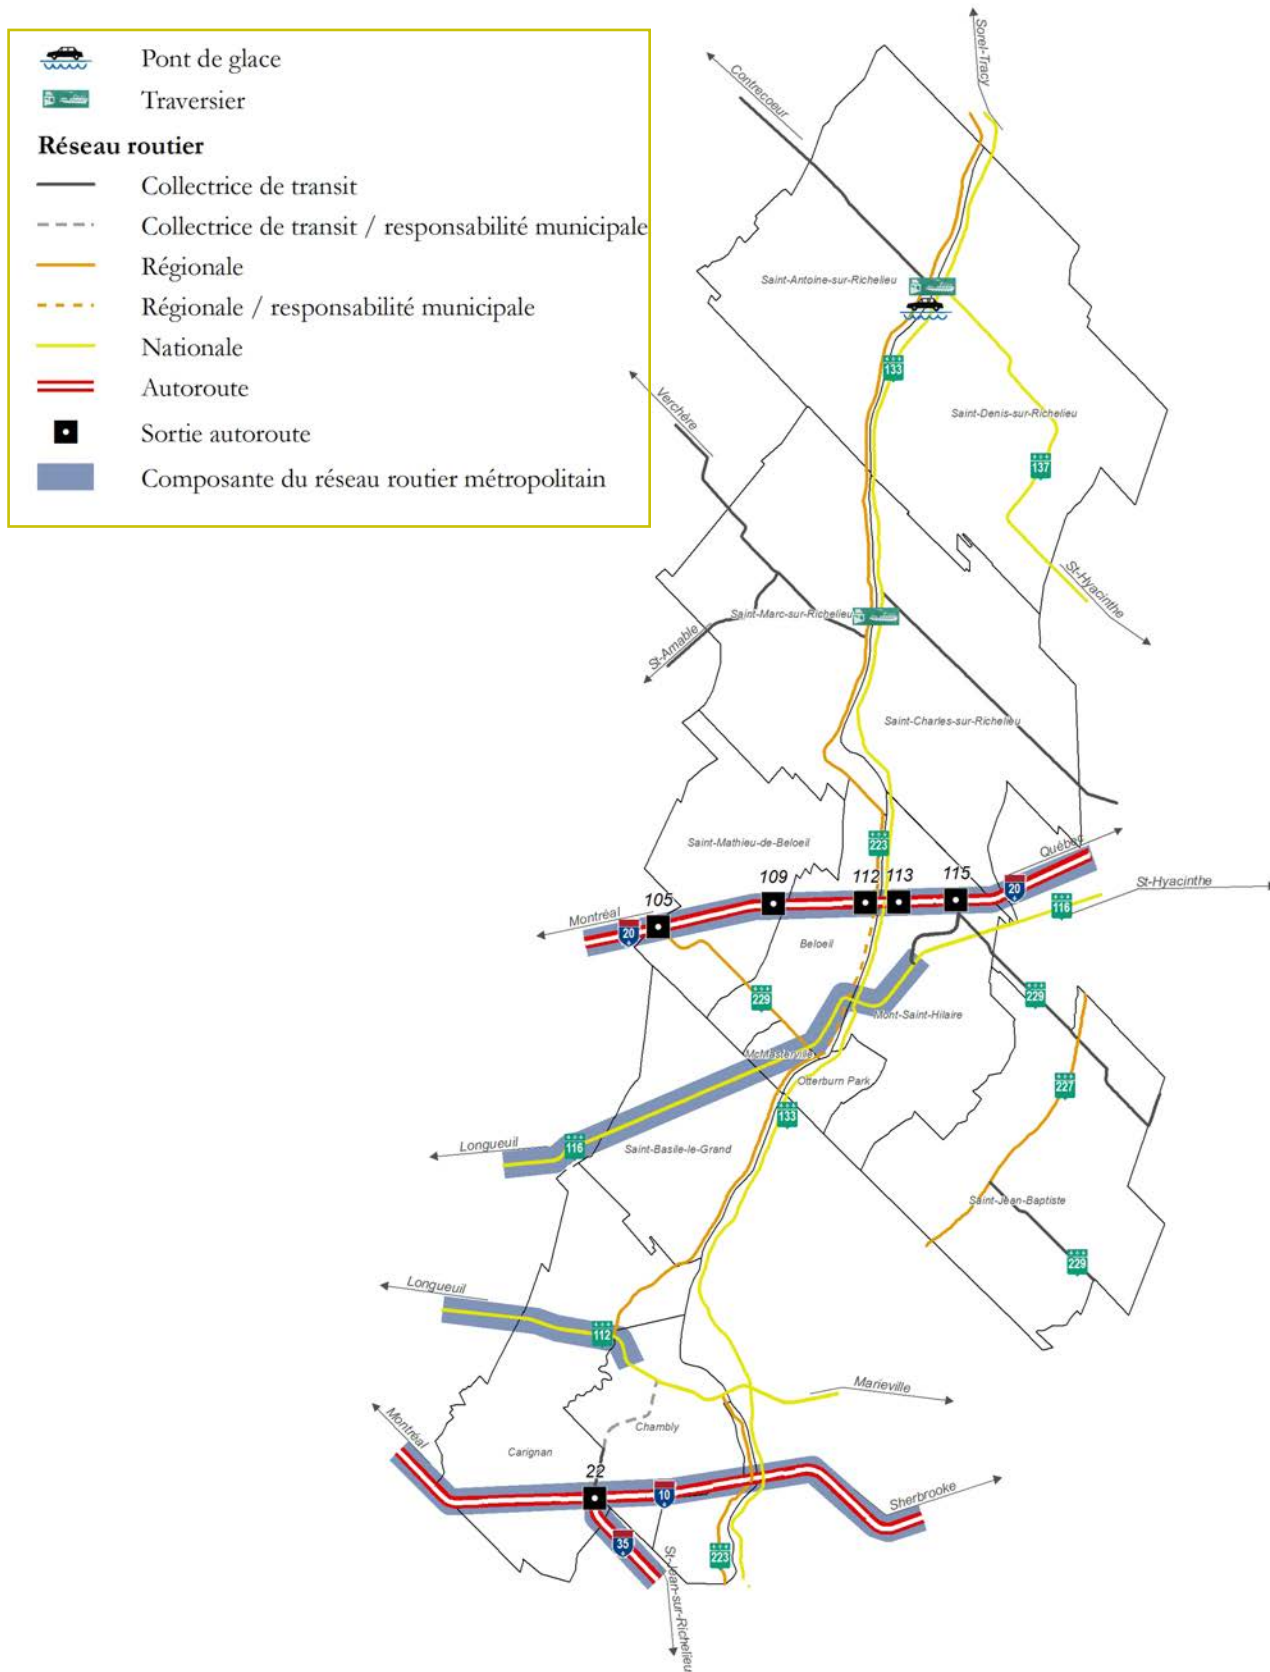 Pont de glace
Traversier
Réseau routier
Collectrice de transit
Collectrice de transit / responsabilité municipale
Régionale
Régionale / responsabilité municipale
Nationale
Autoroute
Sortie autoroute
Composante du réseau routier métropolitain
Sorel-Tracy
Contrecoeur
Saint-Antoine-sur-Richelieu
133
Verchère
Saint-Denis-sur-Richelieu
137
St-Hyacinthe
Saint-Marc-sur-Richelieu
St-Amable
Saint-Charles-sur-Richelieu
Saint-Mathieu-de-Beloeil
223
Québec
109
112
113
115
20
St-Hyacinthe
105
116
Montréal
20
Beloeil
229
229
Mont-Saint-Hilaire
McMasterville
Otterburn Park
227
133
Longueuil
116
Saint-Basile-le-Grand
Saint-Jean-Baptiste
229
Longueuil
112
Marieville
Montréal
Chambly
Carignan
22
10
Sherbrooke
35
223
St-Jean-sur-Richelieu